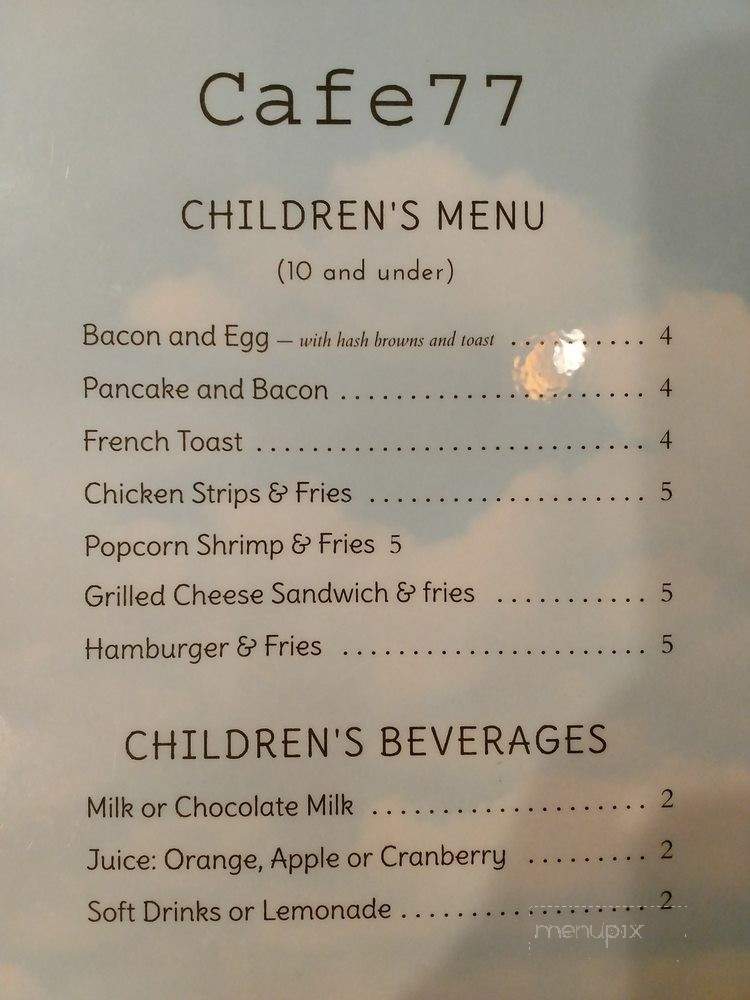 Cafe77
CHILDREN'S MENU
(10 and under)
Bacon and Egg — with hash browns and toast .......... 4
Pancake and Bacon .......................... 4
French Toast ................................. 4
Chicken Strips & Fries ........................ 5
Popcorn Shrimp & Fries 5
Grilled Cheese Sandwich & fries ............. 5
Hamburger & Fries .......................... 5
CHILDREN'S BEVERAGES
Milk or Chocolate Milk ........................ 2
Juice: Orange, Apple or Cranberry .......... 2
Soft Drinks or Lemonade ..................... 2
menupix